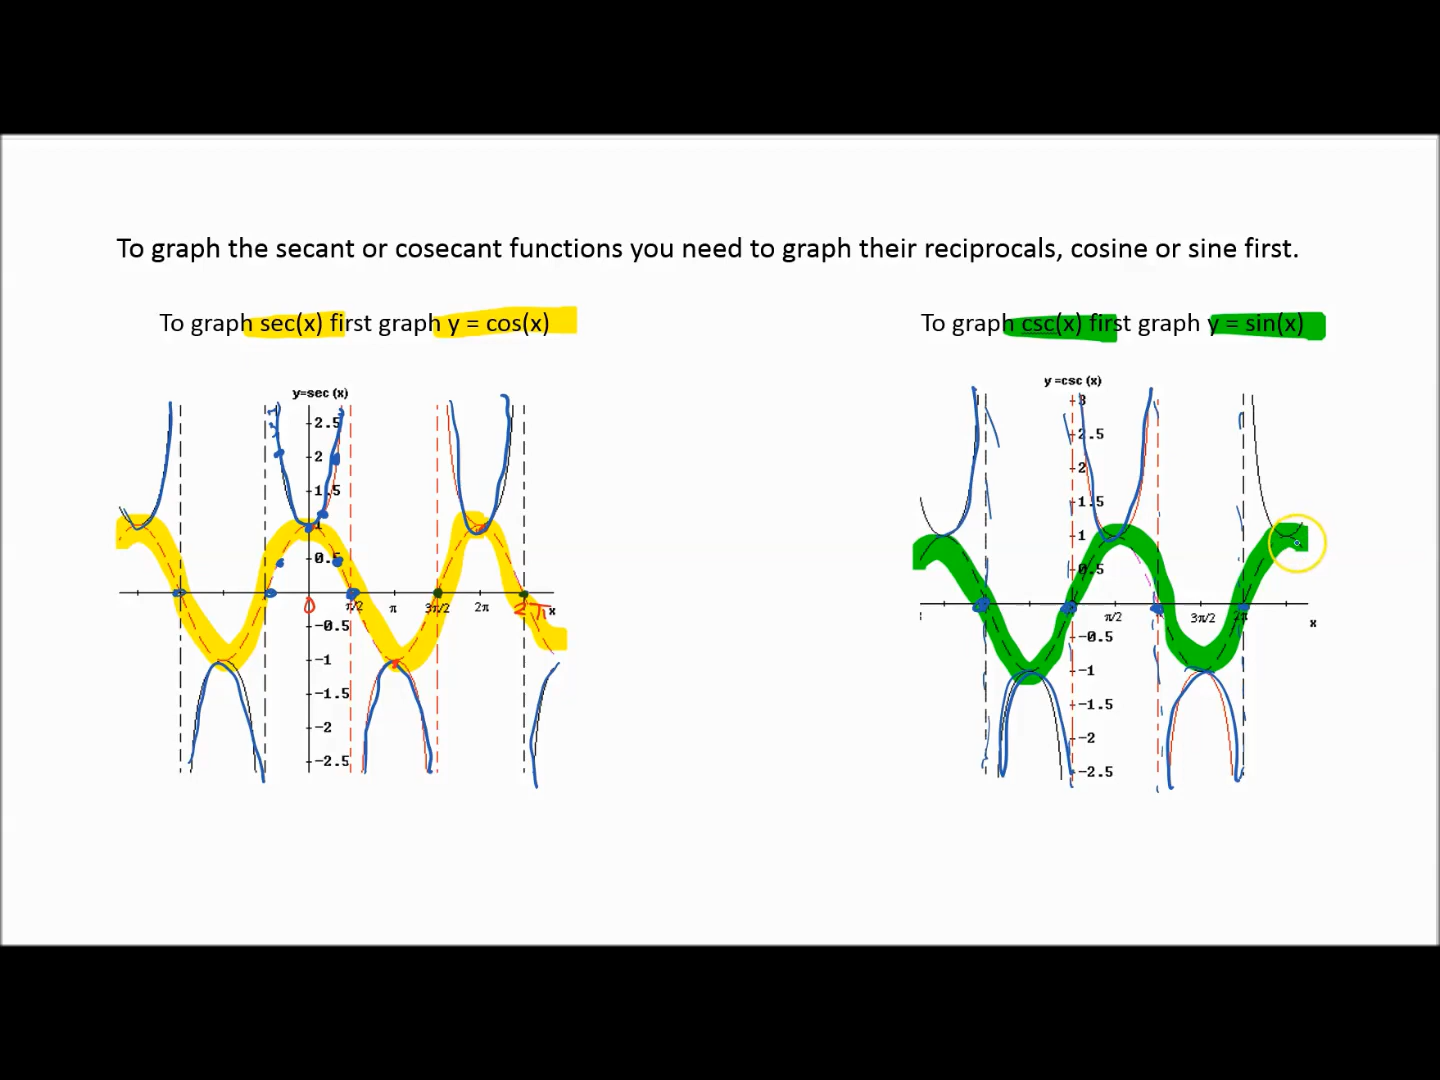 To graph the secant or cosecant functions you need to graph their reciprocals, cosine or sine first.
To graph sec(x) first graph y = cos(x)
To graph csc(x) first graph y = sin(x)
y=sec (x)
2.5
2
1.5
1
0.5
0
π/2
π
3π/2
2π
2π
x
-0.5
-1
-1.5
-2
-2.5
y =csc (x)
3
2.5
2
1.5
1
0.5
π/2
3π/2
2π
x
-0.5
-1
-1.5
-2
-2.5